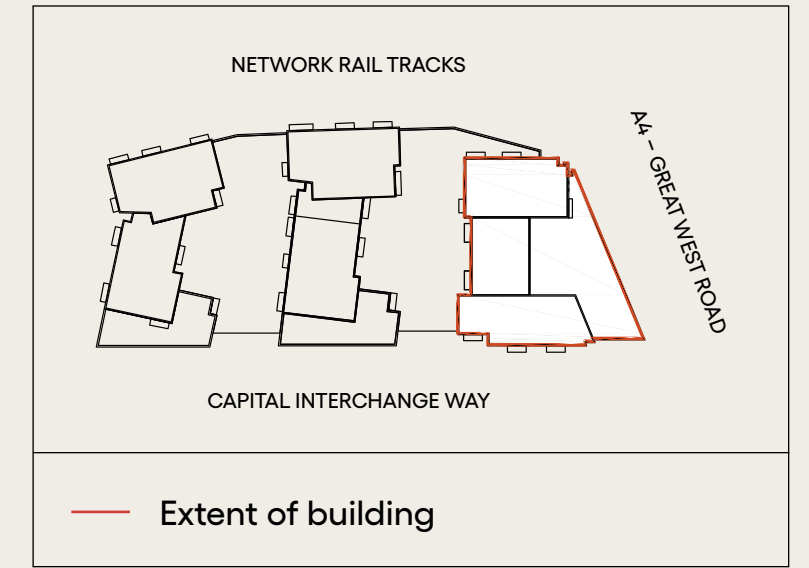 NETWORK RAIL TRACKS
A4 – GREAT WEST ROAD
CAPITAL INTERCHANGE WAY
Extent of building